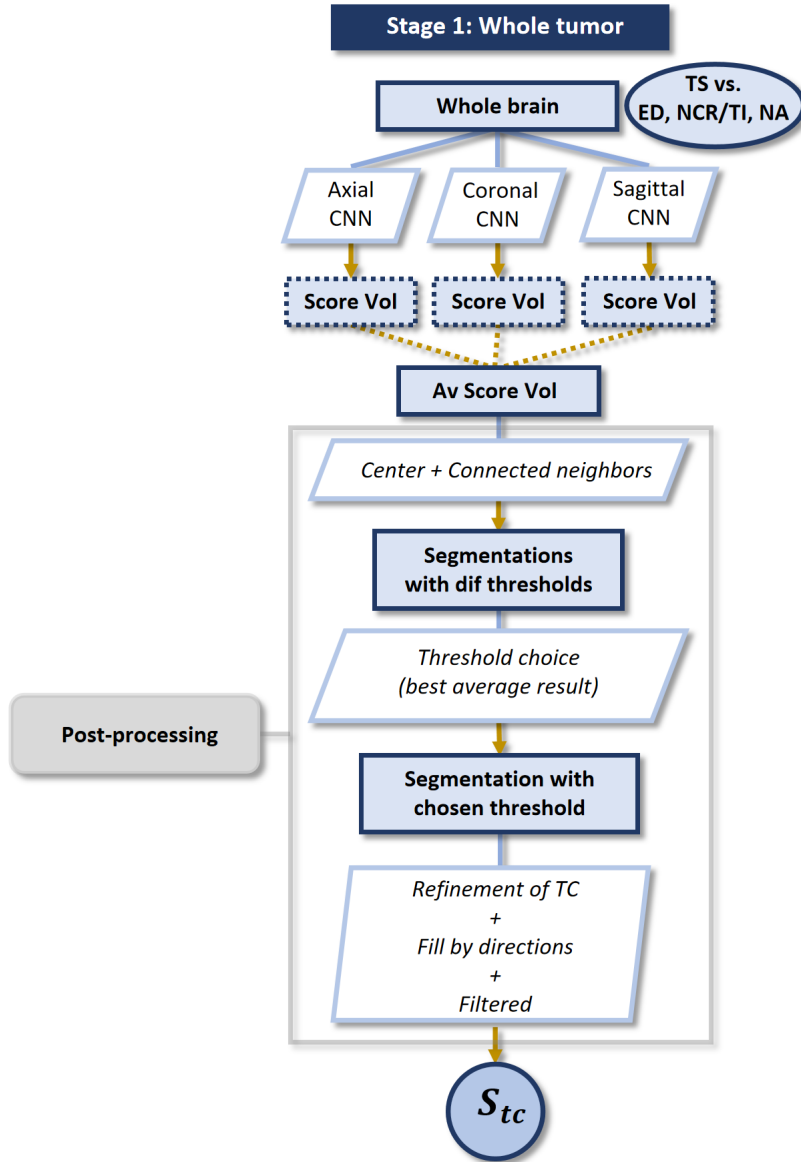 Stage 1: Whole tumor
Whole brain
TS vs.
ED, NCR/TI, NA
Axial
CNN
Coronal
CNN
Sagittal
CNN
Score Vol
Score Vol
Score Vol
Av Score Vol
Center + Connected neighbors
Segmentations
with dif thresholds
Threshold choice
(best average result)
Post-processing
Segmentation with
chosen threshold
Refinement of TC
+
Fill by directions
+
Filtered
S_tc